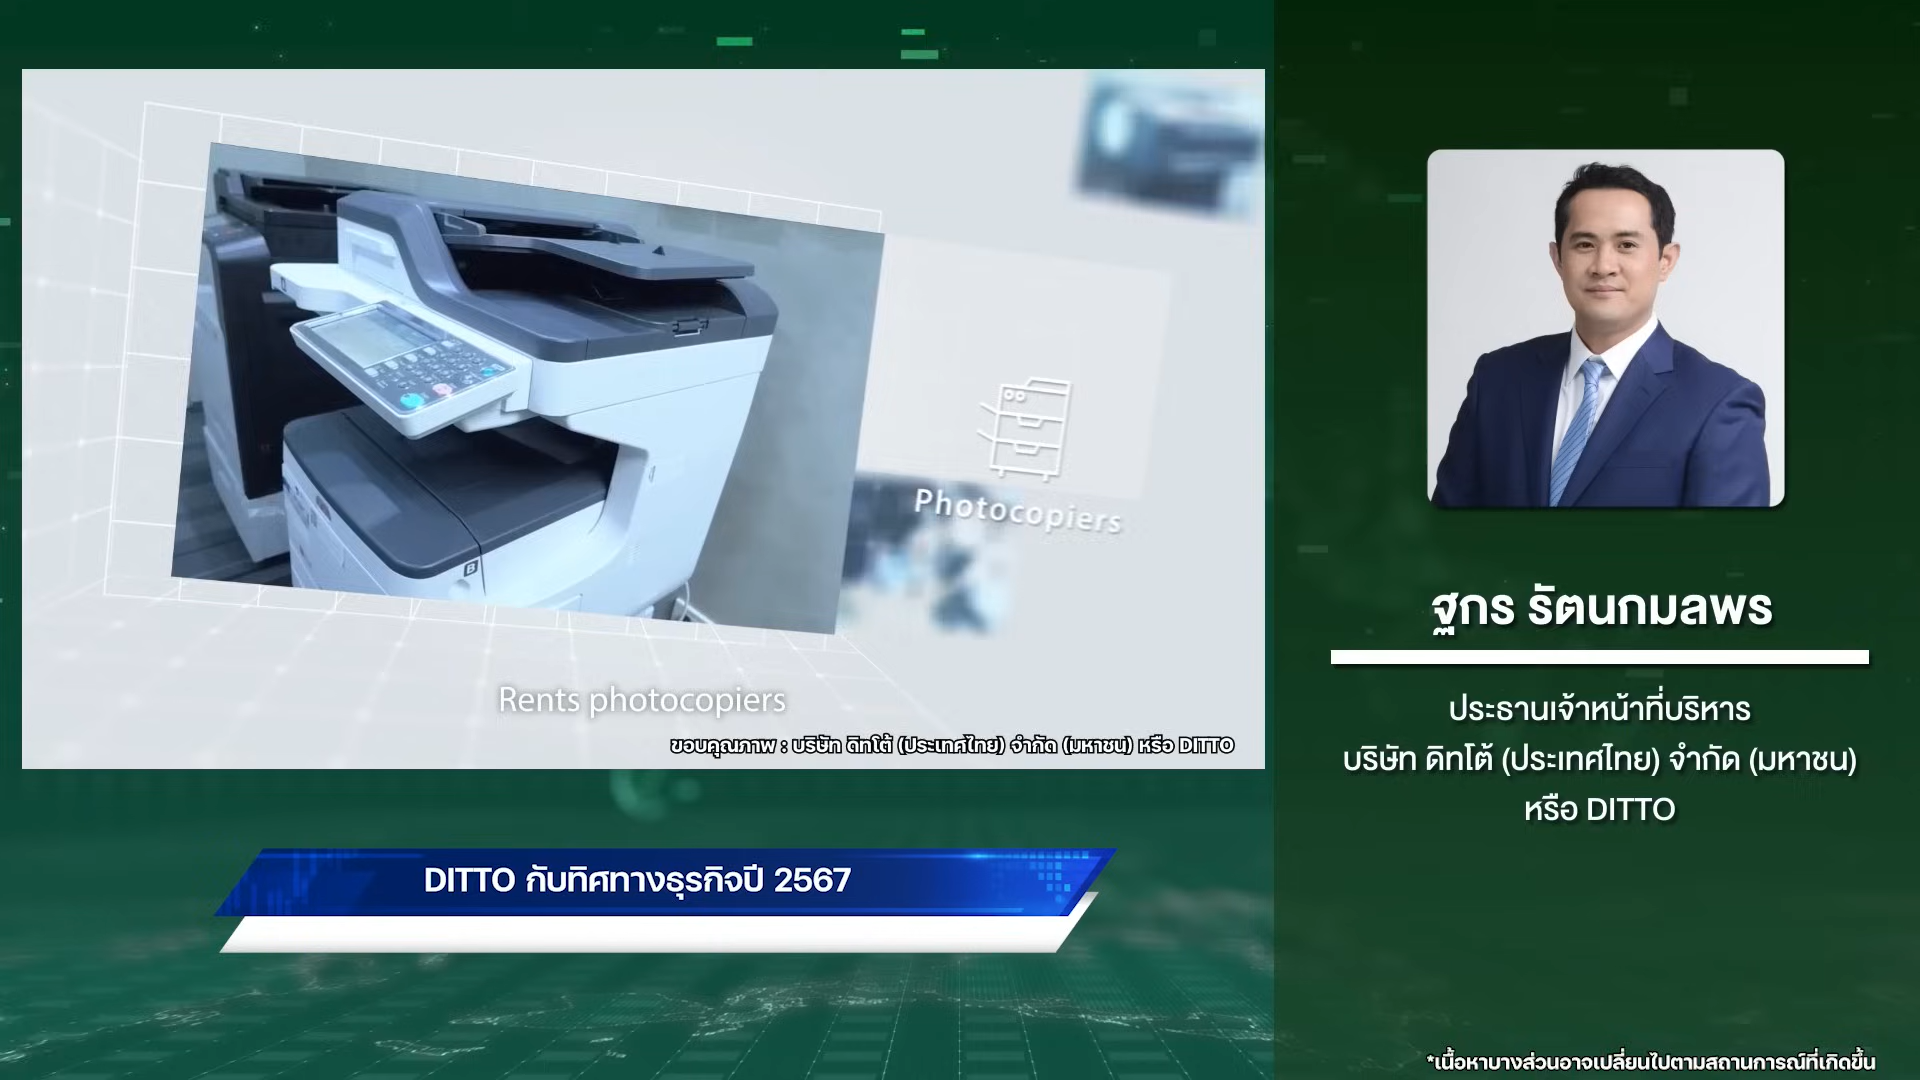 Photocopiers
Rents photocopiers
ขอบคุณภาพ : บริษัท ดิทโต้ (ประเทศไทย) จำกัด (มหาชน) หรือ DITTO
DITTO กับทิศทางธุรกิจปี 2567
ฐกร รัตนกมลพร
ประธานเจ้าหน้าที่บริหาร
บริษัท ดิทโต้ (ประเทศไทย) จำกัด (มหาชน)
หรือ DITTO
*เนื้อหาบางส่วนอาจเปลี่ยนไปตามสถานการณ์ที่เกิดขึ้น